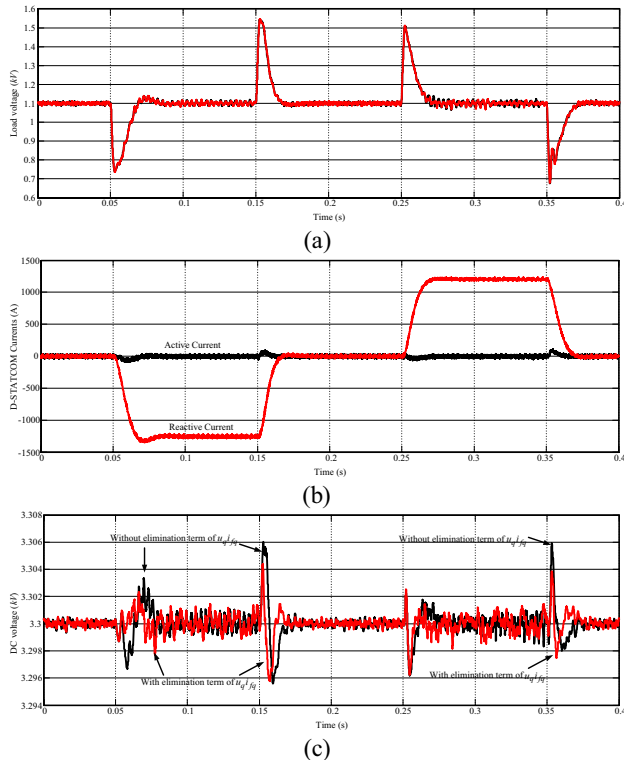 1.6
1.5
1.4
1.3
1.2
1.1
1
0.9
0.8
0.7
0.6
Load voltage (kV)
0 0.05 0.1 0.15 0.2 0.25 0.3 0.35 0.4
Time (s)
(a)
1500
1000
500
0
-500
-1000
-1500
D-STATCOM Currents (A)
Active Current
Reactive Current
0 0.05 0.1 0.15 0.2 0.25 0.3 0.35 0.4
Time (s)
(b)
3.308
3.306
3.304
3.302
3.3
3.298
3.296
3.294
DC voltage (kV)
Without elimination term of u_q i_fq
Without elimination term of u_q i_fq
With elimination term of u_q i_fq
With elimination term of u_q i_fq
0 0.05 0.1 0.15 0.2 0.25 0.3 0.35 0.4
Time (s)
(c)